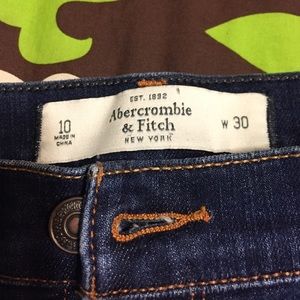 EST. 1892
Abercrombie
& Fitch
NEW YORK
10
MADE IN
CHINA
W 30